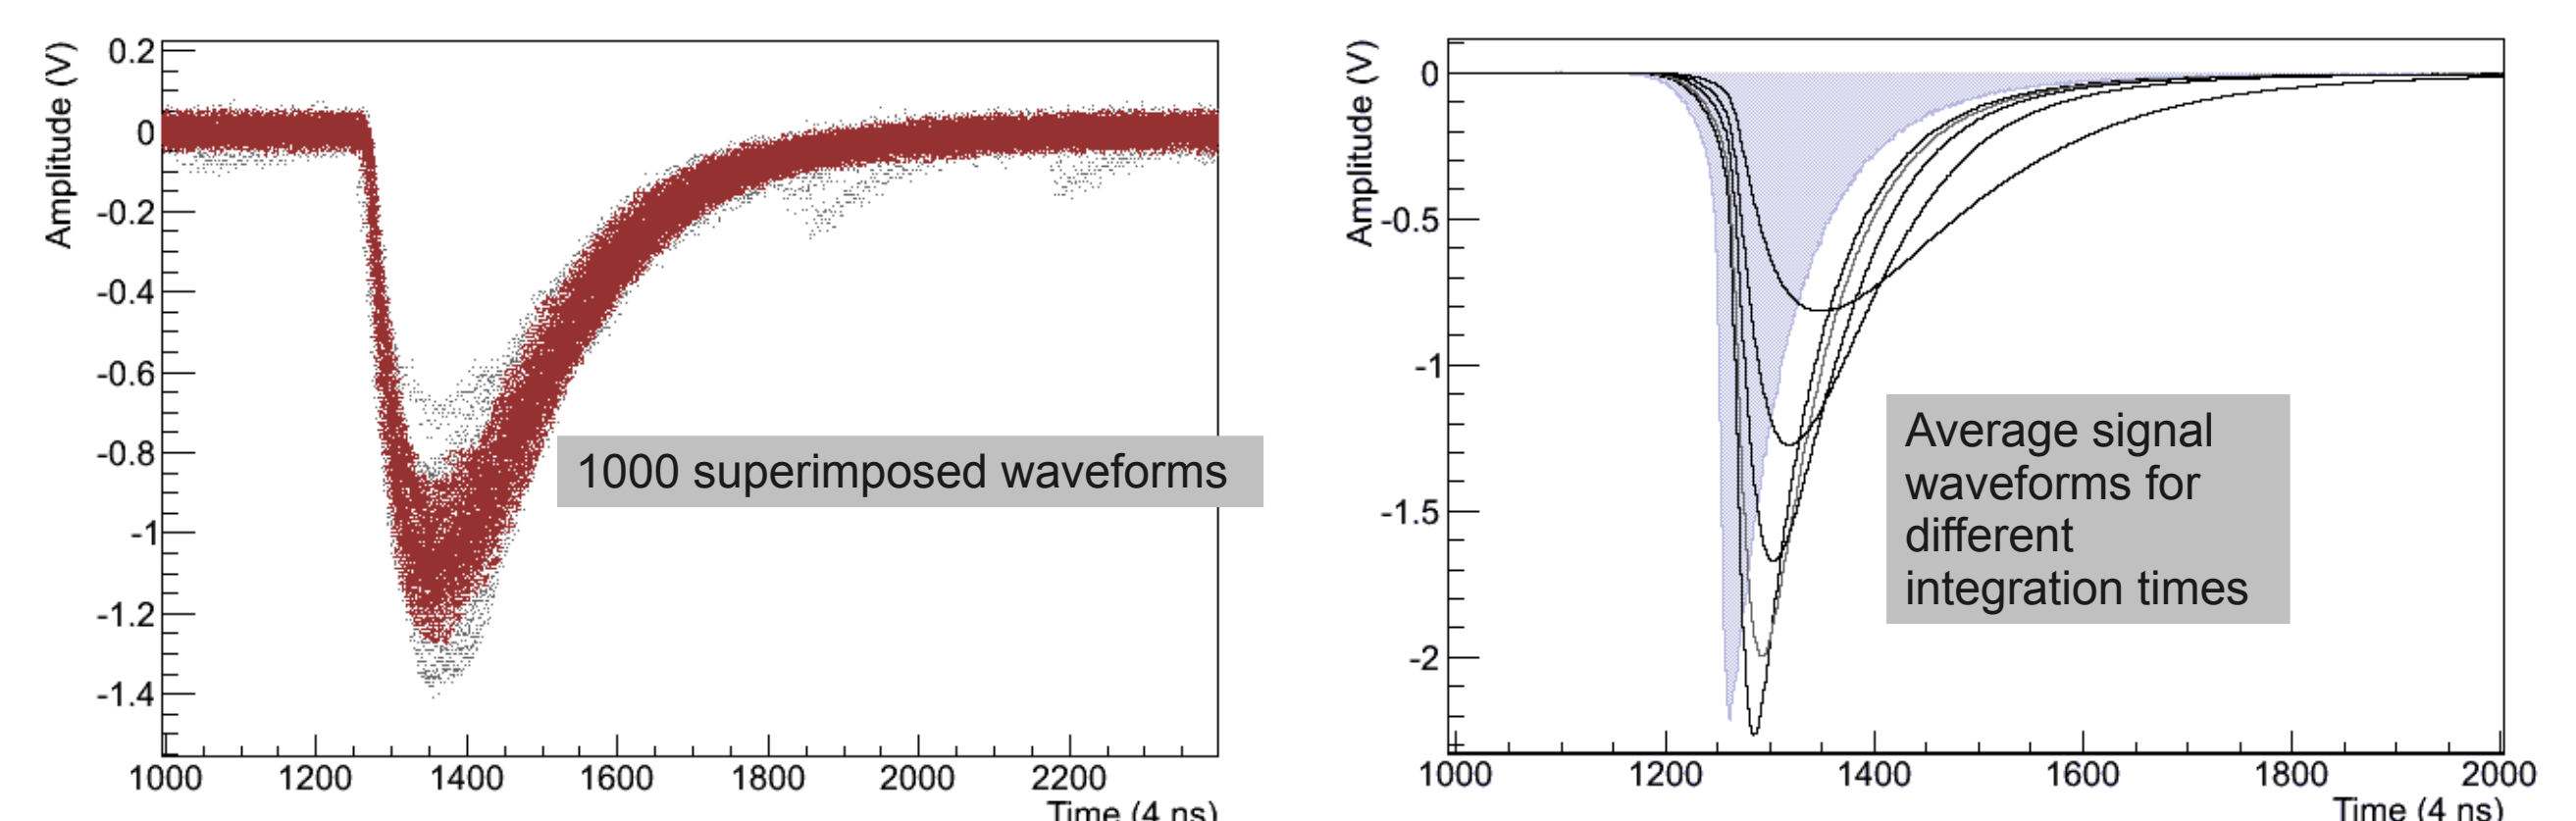 Amplitude (V)
0.2
0
-0.2
-0.4
-0.6
-0.8
-1
-1.2
-1.4
1000 superimposed waveforms
1000 1200 1400 1600 1800 2000 2200
Time (4 ns)
Amplitude (V)
0
-0.5
-1
-1.5
-2
Average signal
waveforms for
different
integration times
1000 1200 1400 1600 1800 2000
Time (4 ns)